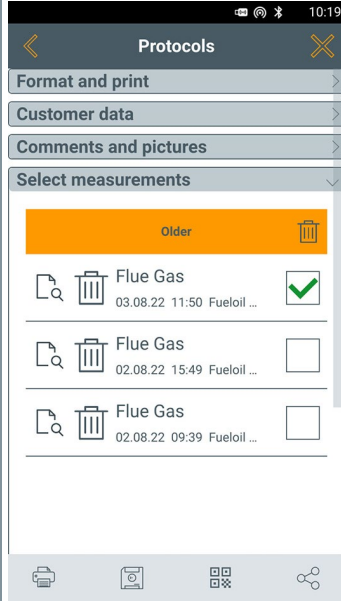 10:19
Protocols
Format and print
Customer data
Comments and pictures
Select measurements
Older
Flue Gas
03.08.22 11:50 Fueloil ...
Flue Gas
02.08.22 15:49 Fueloil ...
Flue Gas
02.08.22 09:39 Fueloil ...